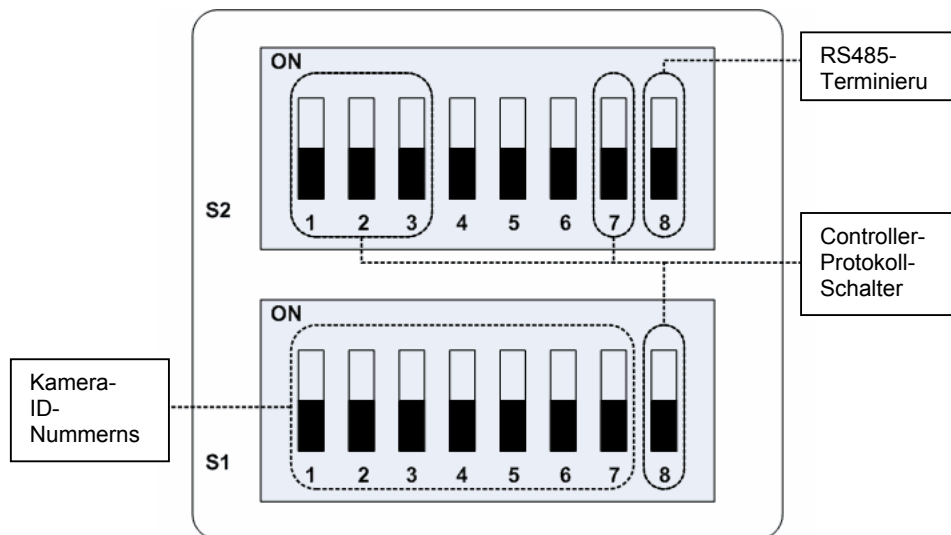 ON
RS485-
Terminieru
S2
1 2 3 4 5 6 7 8
Controller-
Protokoll-
Schalter
ON
Kamera-
ID-
Nummerns
S1
1 2 3 4 5 6 7 8